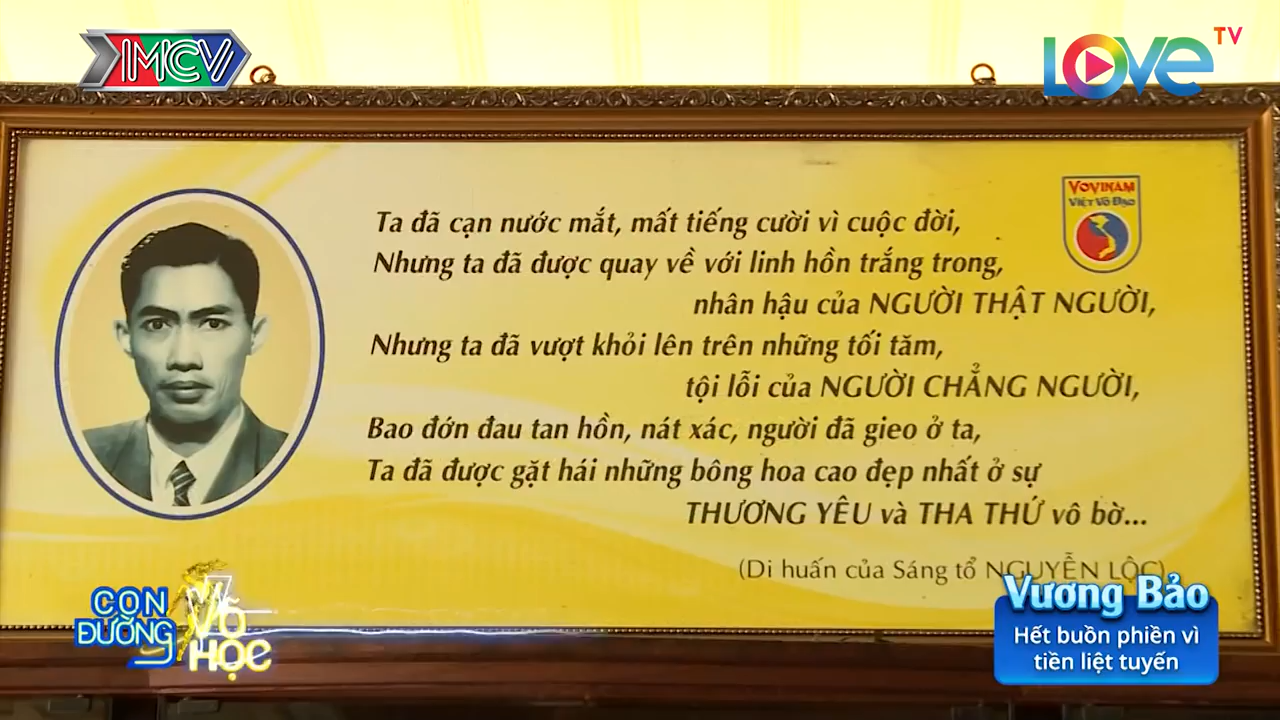 MCV
LOVE TV
VOVINAM
VIỆT VÕ ĐẠO
Ta đã cạn nước mắt, mất tiếng cười vì cuộc đời,
Nhưng ta đã được quay về với linh hồn trắng trong,
nhân hậu của NGƯỜI THẬT NGƯỜI,
Nhưng ta đã vượt khỏi lên trên những tối tăm,
tội lỗi của NGƯỜI CHẲNG NGƯỜI,
Bao đớn đau tan hồn, nát xác, người đã gieo ở ta,
Ta đã được gặt hái những bông hoa cao đẹp nhất ở sự
THƯƠNG YÊU và THA THỨ vô bờ...
(Di huấn của Sáng tổ NGUYỄN LỘC)
CON
ĐƯỜNG
VÕ
HỌC
Vương Bảo
Hết buồn phiền vì
tiền liệt tuyến